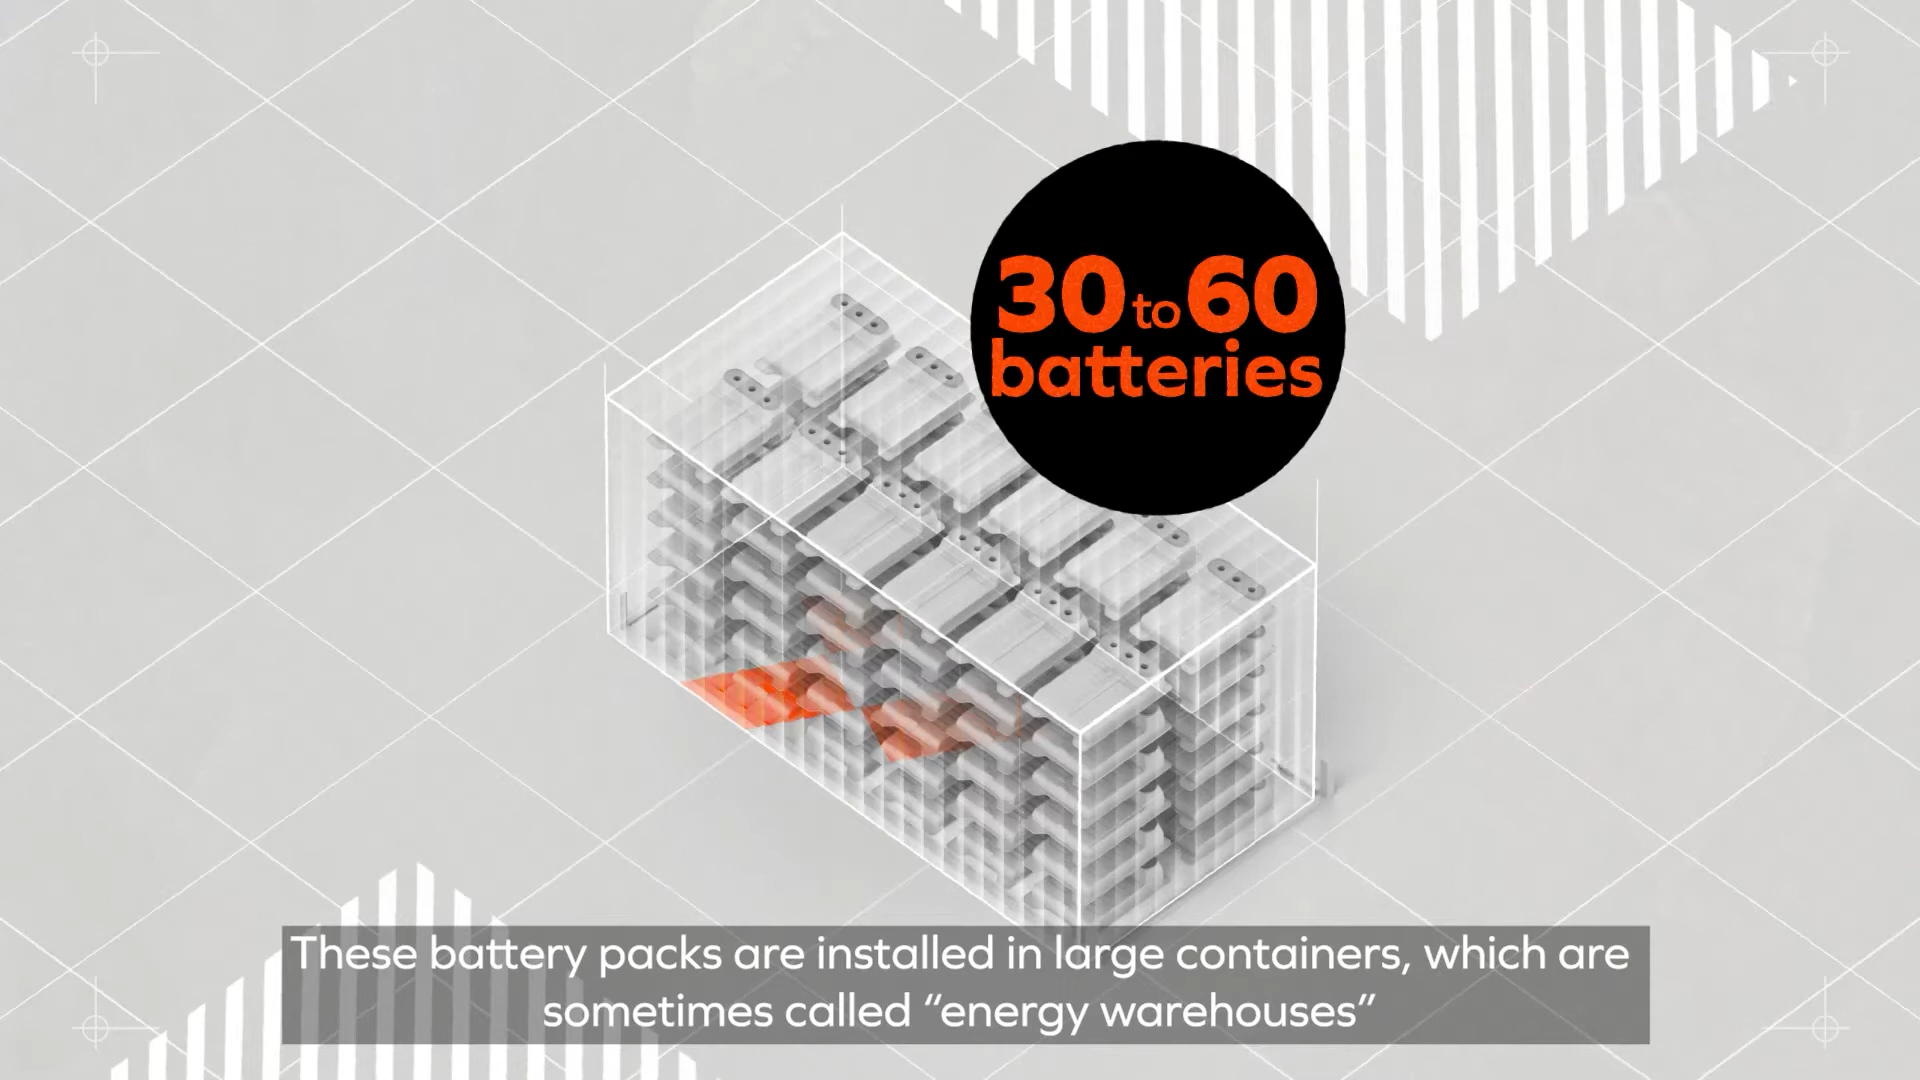 30 to 60
batteries
These battery packs are installed in large containers, which are
sometimes called “energy warehouses”